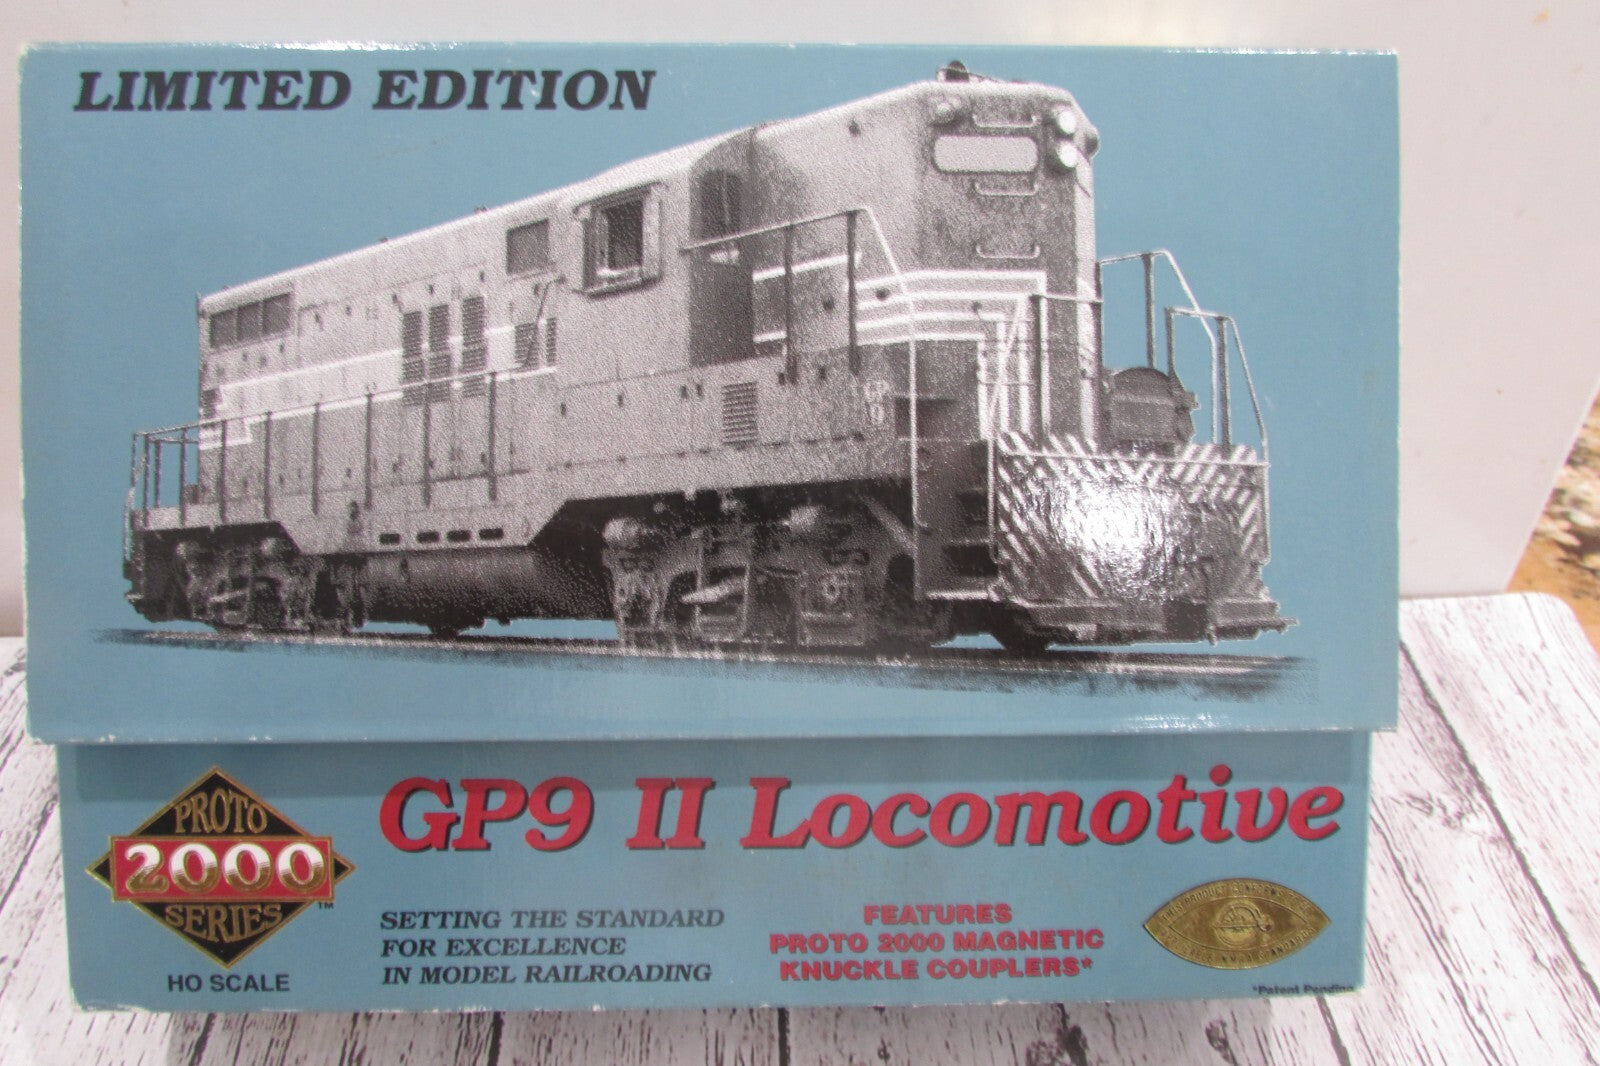 LIMITED EDITION
GP9 II Locomotive
PROTO
2000
SERIES
TM
HO SCALE
SETTING THE STANDARD
FOR EXCELLENCE
IN MODEL RAILROADING
FEATURES
PROTO 2000 MAGNETIC
KNUCKLE COUPLERS*
*Patent Pending